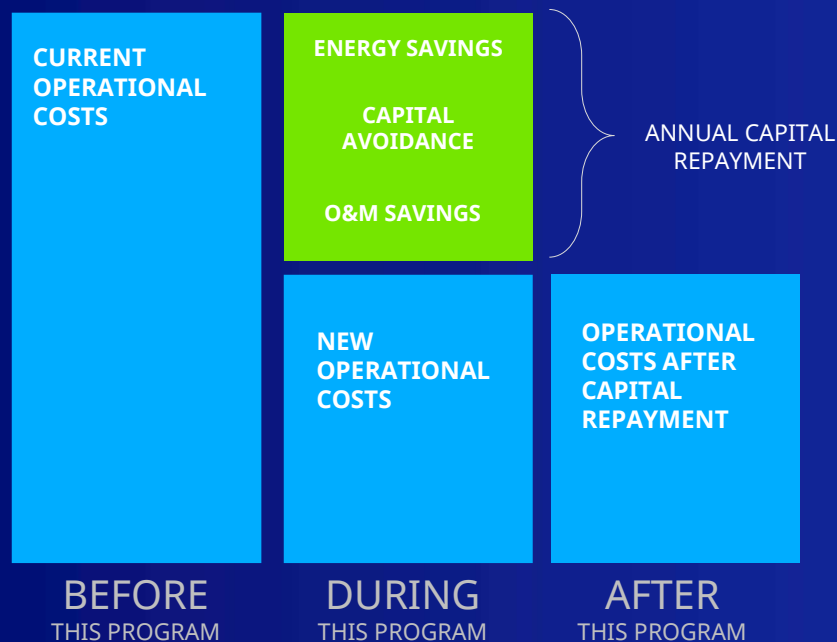 CURRENT
OPERATIONAL
COSTS
ENERGY SAVINGS
CAPITAL
AVOIDANCE
O&M SAVINGS
ANNUAL CAPITAL
REPAYMENT
NEW
OPERATIONAL
COSTS
OPERATIONAL
COSTS AFTER
CAPITAL
REPAYMENT
BEFORE
THIS PROGRAM
DURING
THIS PROGRAM
AFTER
THIS PROGRAM